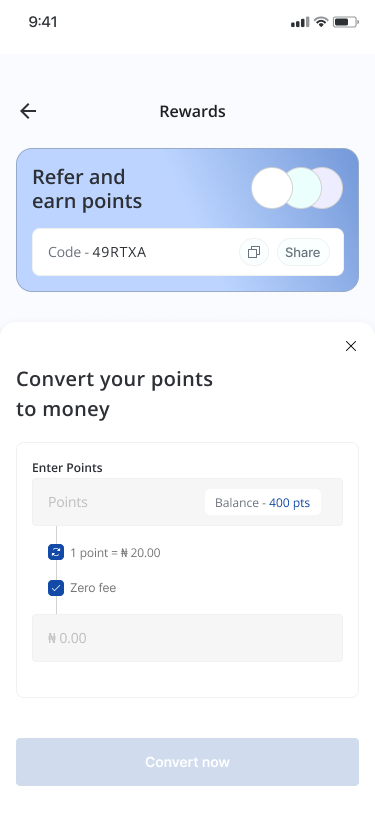 9:41
Rewards
Refer and
earn points
Code - 49RTXA
Share
Convert your points
to money
Enter Points
Points
Balance - 400 pts
1 point = ₦ 20.00
Zero fee
₦ 0.00
Convert now